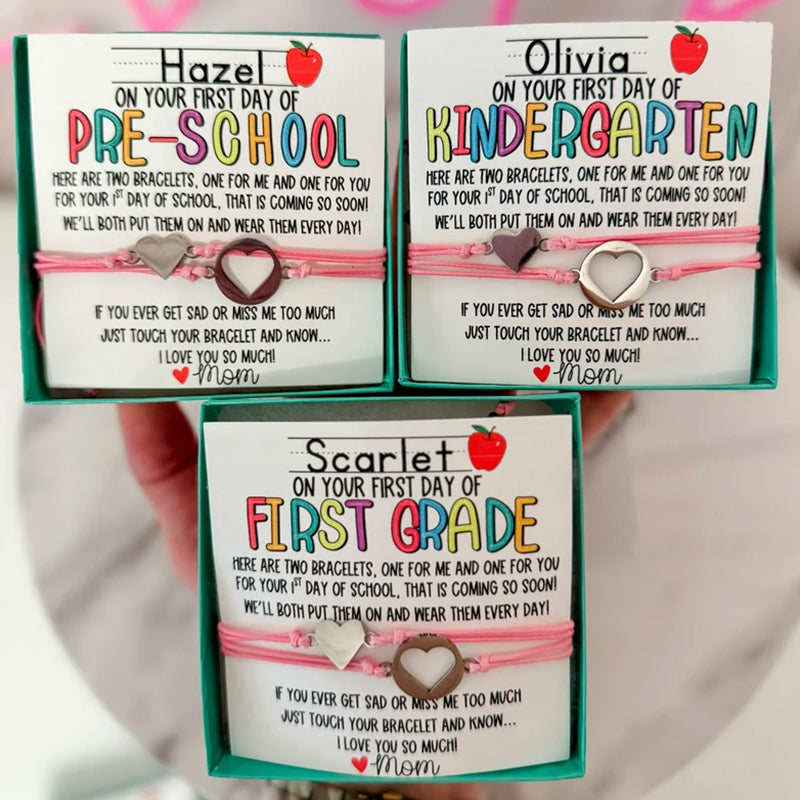 Hazel
ON YOUR FIRST DAY OF
PRE-SCHOOL
HERE ARE TWO BRACELETS, ONE FOR ME AND ONE FOR YOU
FOR YOUR 1ST DAY OF SCHOOL, THAT IS COMING SO SOON!
WE'LL BOTH PUT THEM ON AND WEAR THEM EVERY DAY!
IF YOU EVER GET SAD OR MISS ME TOO MUCH
JUST TOUCH YOUR BRACELET AND KNOW...
I LOVE YOU SO MUCH!
Mom
Olivia
ON YOUR FIRST DAY OF
KINDERGARTEN
HERE ARE TWO BRACELETS, ONE FOR ME AND ONE FOR YOU
FOR YOUR 1ST DAY OF SCHOOL, THAT IS COMING SO SOON!
WE'LL BOTH PUT THEM ON AND WEAR THEM EVERY DAY!
IF YOU EVER GET SAD OR MISS ME TOO MUCH
JUST TOUCH YOUR BRACELET AND KNOW...
I LOVE YOU SO MUCH!
Mom
Scarlet
ON YOUR FIRST DAY OF
FIRST GRADE
HERE ARE TWO BRACELETS, ONE FOR ME AND ONE FOR YOU
FOR YOUR 1ST DAY OF SCHOOL, THAT IS COMING SO SOON!
WE'LL BOTH PUT THEM ON AND WEAR THEM EVERY DAY!
IF YOU EVER GET SAD OR MISS ME TOO MUCH
JUST TOUCH YOUR BRACELET AND KNOW...
I LOVE YOU SO MUCH!
Mom